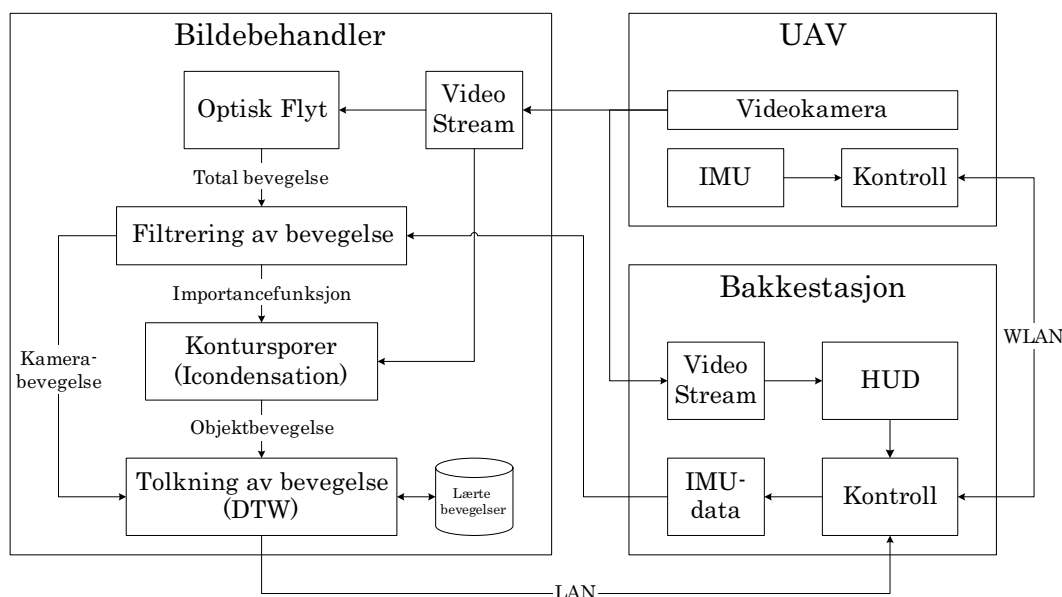 Bildebehandler
Optisk Flyt
Video
Stream
Total bevegelse
Filtrering av bevegelse
Importancefunksjon
Kamera-
bevegelse
Kontursporer
(Icondensation)
Objektbevegelse
Tolkning av bevegelse
(DTW)
Lærte
bevegelser
UAV
Videokamera
IMU
Kontroll
WLAN
Bakkestasjon
Video
Stream
HUD
IMU-
data
Kontroll
LAN